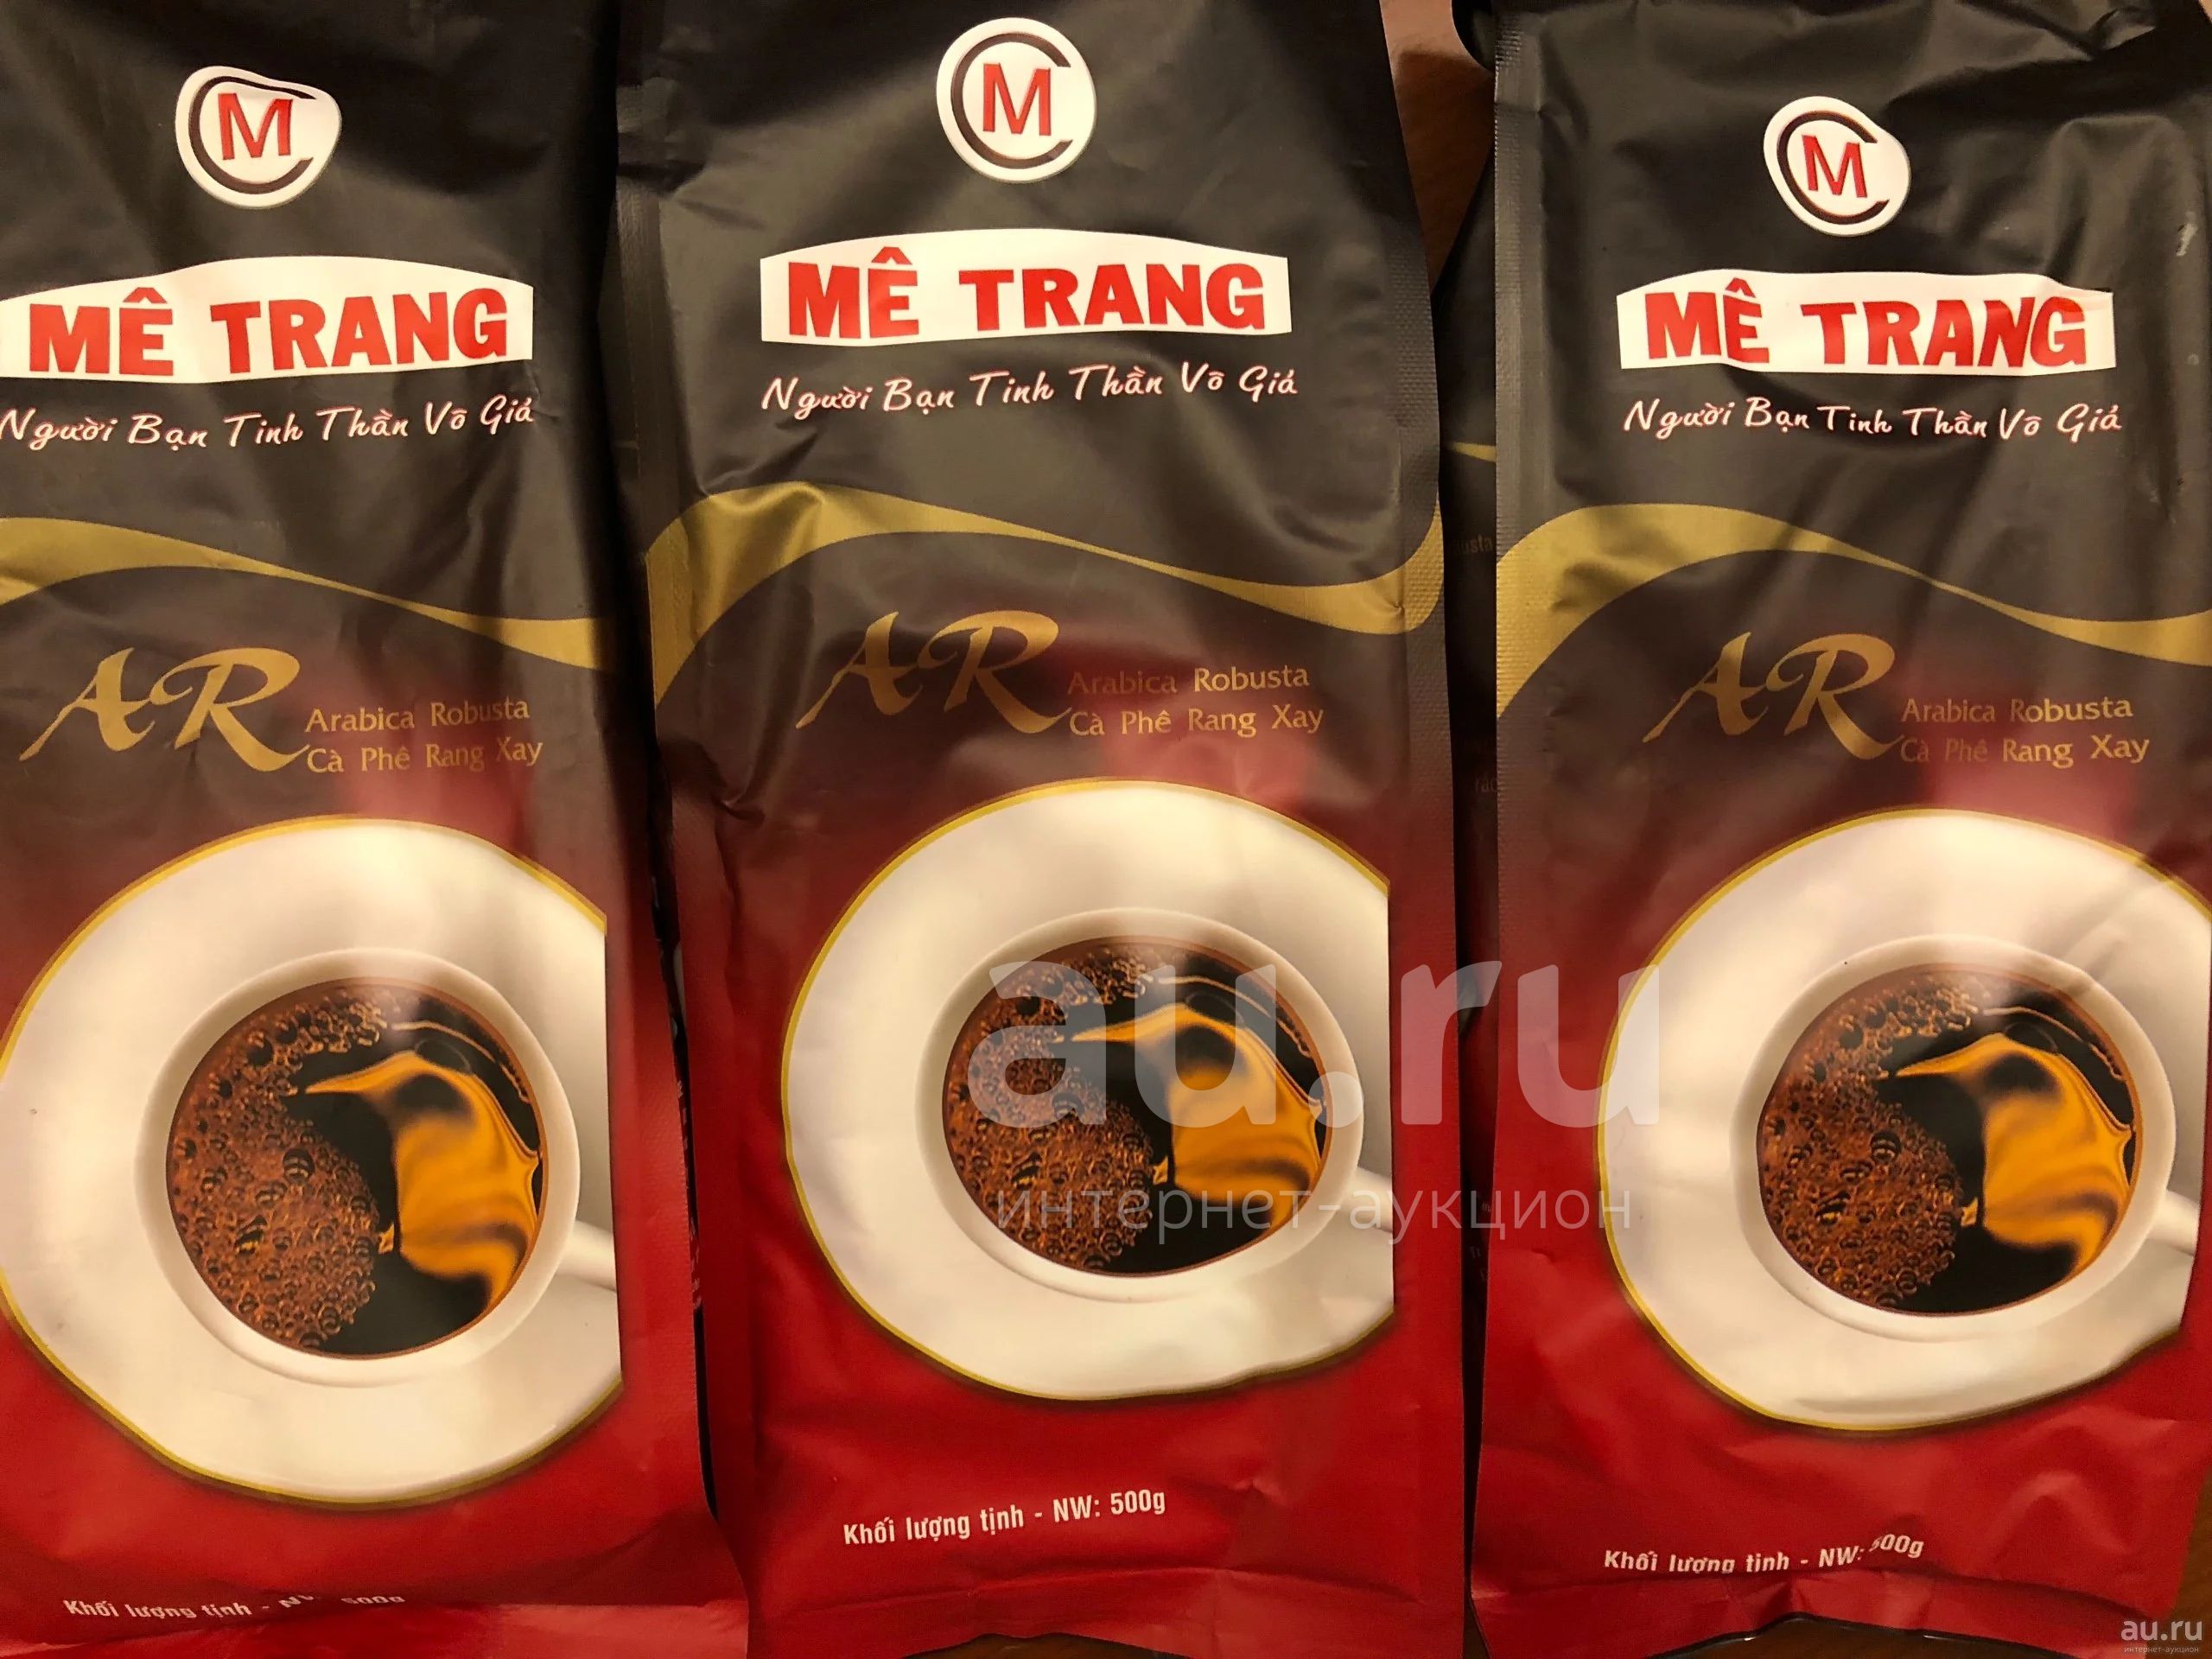 M
MÊ TRANG
Người Bạn Tinh Thần Vô Giá
AR
Arabica Robusta
Cà Phê Rang Xay
Khối lượng tịnh -
M
MÊ TRANG
Người Bạn Tinh Thần Vô Giá
AR
Arabica Robusta
Cà Phê Rang Xay
Khối lượng tịnh - NW: 500g
M
MÊ TRANG
Người Bạn Tinh Thần Vô Giá
AR
Arabica Robusta
Cà Phê Rang Xay
Khối lượng tịnh - NW: 500g
au.ru
интернет-аукцион
au.ru
интернет-аукцион